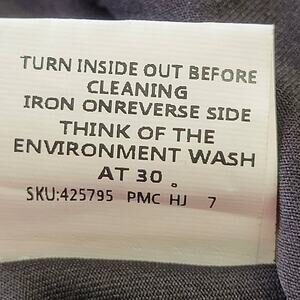 TURN INSIDE OUT BEFORE
CLEANING
IRON ONREVERSE SIDE
THINK OF THE
ENVIRONMENT WASH
AT 30 °
SKU:425795 PMC HJ 7